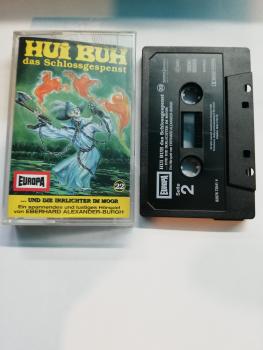 HUI BUH
das Schlossgespenst
EUROPA
22
... UND DIE IRRLICHTER IM MOOR
Ein spannendes und lustiges Hörspiel
von EBERHARD ALEXANDER-BURGH
EUROPA
HUI BUH das Schlossgespenst
Seite
2